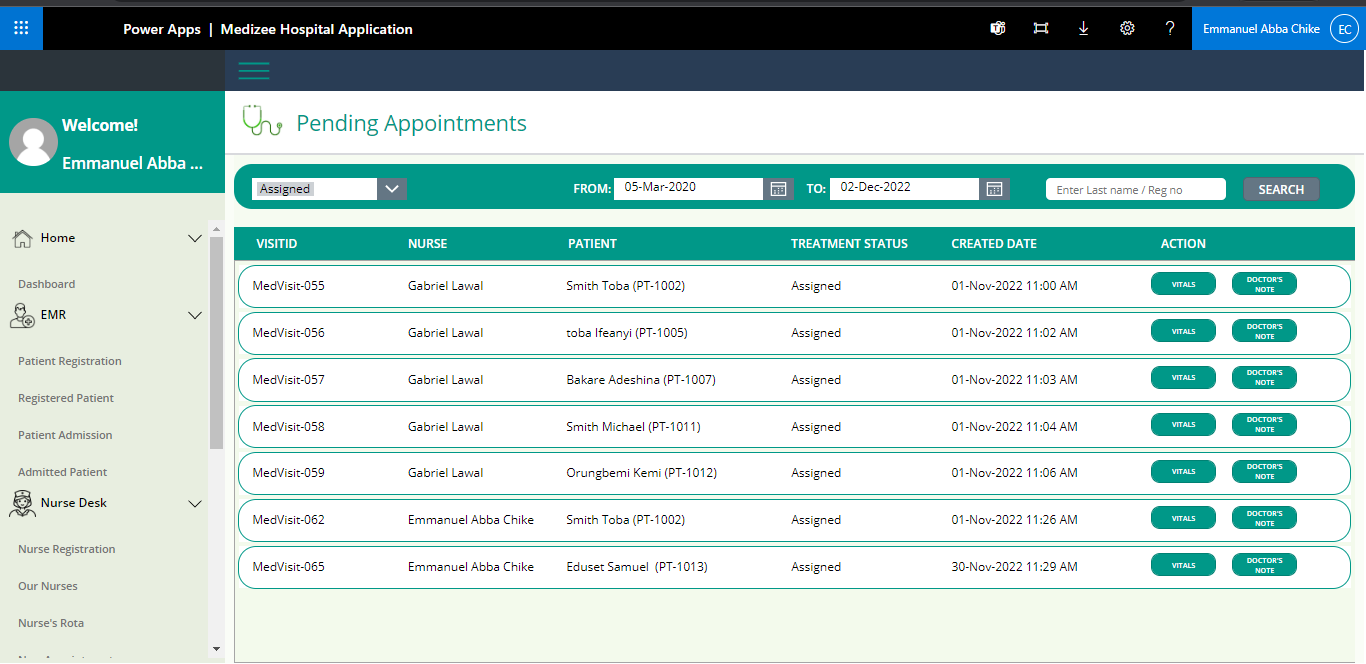 Power Apps | Medizee Hospital Application
? Emmanuel Abba Chike EC
Welcome!
Emmanuel Abba ...
Pending Appointments
Assigned FROM: 05-Mar-2020 TO: 02-Dec-2022 Enter Last name / Reg no SEARCH
Home
Dashboard
EMR
Patient Registration
Registered Patient
Patient Admission
Admitted Patient
Nurse Desk
Nurse Registration
Our Nurses
Nurse's Rota
VISITID NURSE PATIENT TREATMENT STATUS CREATED DATE ACTION
MedVisit-055 Gabriel Lawal Smith Toba (PT-1002) Assigned 01-Nov-2022 11:00 AM VITALS DOCTOR'S NOTE
MedVisit-056 Gabriel Lawal toba Ifeanyi (PT-1005) Assigned 01-Nov-2022 11:02 AM VITALS DOCTOR'S NOTE
MedVisit-057 Gabriel Lawal Bakare Adeshina (PT-1007) Assigned 01-Nov-2022 11:03 AM VITALS DOCTOR'S NOTE
MedVisit-058 Gabriel Lawal Smith Michael (PT-1011) Assigned 01-Nov-2022 11:04 AM VITALS DOCTOR'S NOTE
MedVisit-059 Gabriel Lawal Orungbemi Kemi (PT-1012) Assigned 01-Nov-2022 11:06 AM VITALS DOCTOR'S NOTE
MedVisit-062 Emmanuel Abba Chike Smith Toba (PT-1002) Assigned 01-Nov-2022 11:26 AM VITALS DOCTOR'S NOTE
MedVisit-065 Emmanuel Abba Chike Eduset Samuel (PT-1013) Assigned 30-Nov-2022 11:29 AM VITALS DOCTOR'S NOTE